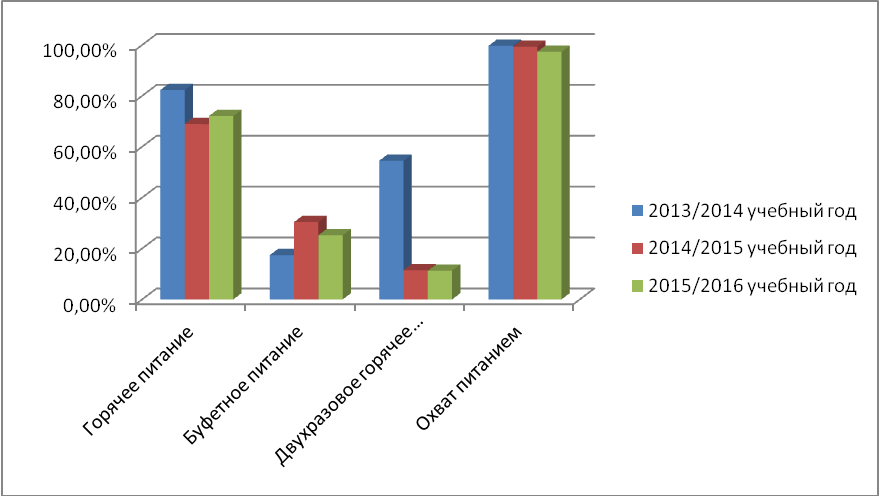 100,00%
80,00%
60,00%
40,00%
20,00%
0,00%
Горячее питание
Буфетное питание
Двухразовое горячее...
Охват питанием
2013/2014 учебный год
2014/2015 учебный год
2015/2016 учебный год